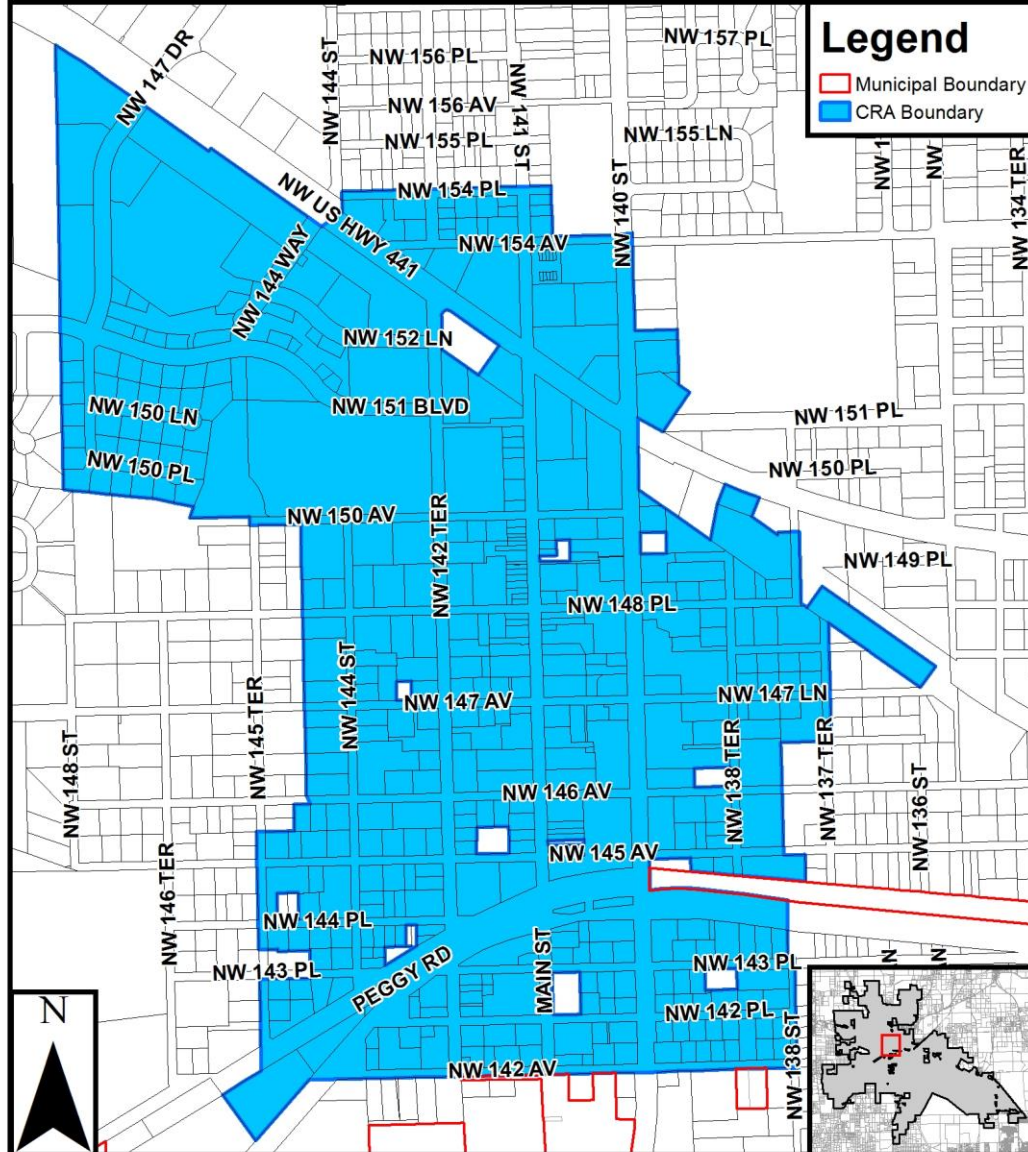 Legend
Municipal Boundary
CRA Boundary
NW 147 DR
NW 144 ST
NW 156 PL
NW 156 AV
NW 155 PL
NW 141 ST
NW 157 PL
NW 155 LN
NW 140 ST
NW 1
NW
NW 134 TER
NW 154 PL
NW US HWY 441
NW 154 AV
NW 144 WAY
NW 152 LN
NW 151 BLVD
NW 150 LN
NW 150 PL
NW 151 PL
NW 150 PL
NW 150 AV
NW 142 TER
NW 149 PL
NW 148 PL
NW 144 ST
NW 145 TER
NW 147 AV
NW 147 LN
NW 148 ST
NW 138 TER
NW 137 TER
NW 136 ST
NW 146 AV
NW 146 TER
NW 145 AV
NW 144 PL
NW 143 PL
PEGGY RD
MAIN ST
NW 143 PL
NW 142 PL
NW 138 ST
NW 142 AV
N